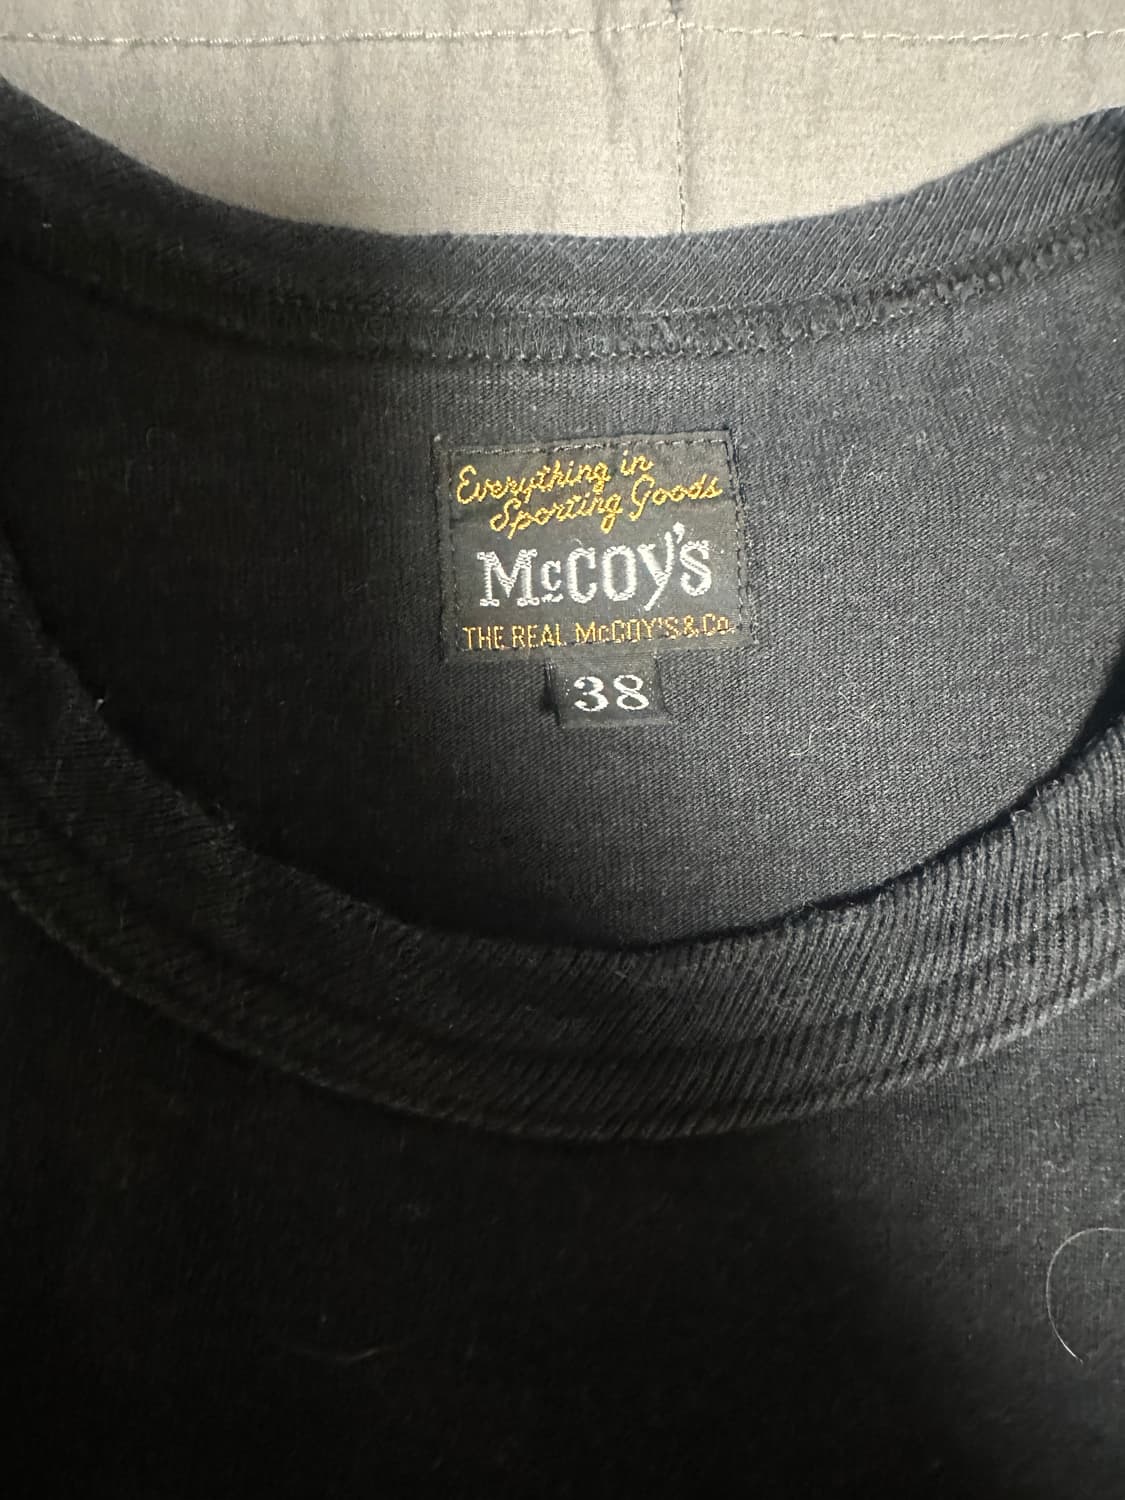 Everything in
Sporting Goods
McCOY'S
THE REAL McCOY'S & Co.
38